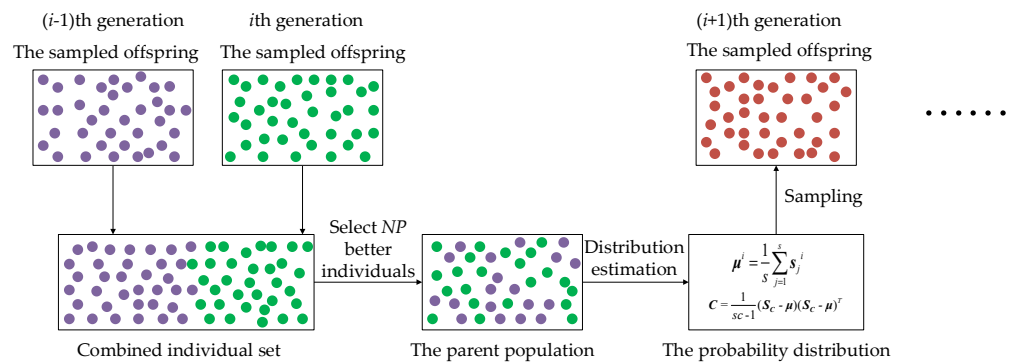 (i-1)th generation
The sampled offspring
ith generation
The sampled offspring
(i+1)th generation
The sampled offspring
......
Select NP
better
individuals
Distribution
estimation
Sampling
μ^i = 1/s ∑_{j=1}^{s} s_j^i
C = 1/(sc-1) (S_c - μ)(S_c - μ)^T
Combined individual set
The parent population
The probability distribution